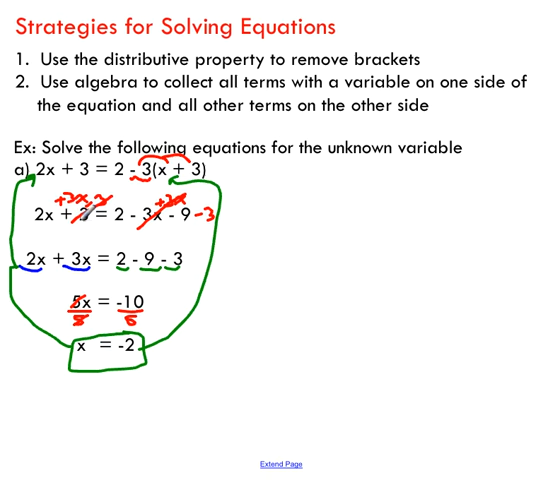 Strategies for Solving Equations
1. Use the distributive property to remove brackets
2. Use algebra to collect all terms with a variable on one side of
the equation and all other terms on the other side
Ex: Solve the following equations for the unknown variable
a) 2x + 3 = 2 - 3(x + 3)
+3x +3x
2x + 3 = 2 - 3x - 9 -3
2x + 3x = 2 - 9 - 3
5x = -10
5 5
x = -2
Extend Page